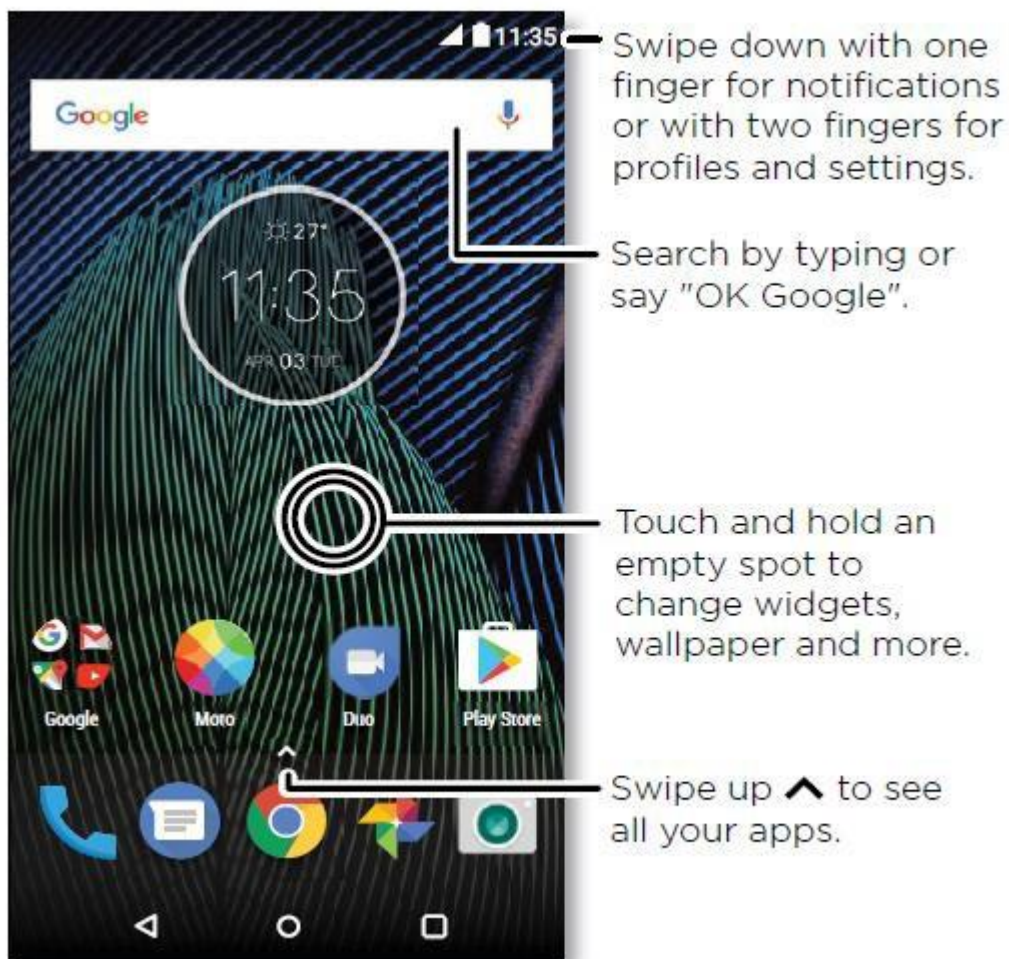 11:35
Swipe down with one
finger for notifications
or with two fingers for
profiles and settings.
Google
27°
11:35
APR 03 TUE
Search by typing or
say "OK Google".
Touch and hold an
empty spot to
change widgets,
wallpaper and more.
Google Moto Duo Play Store
Swipe up ^ to see
all your apps.